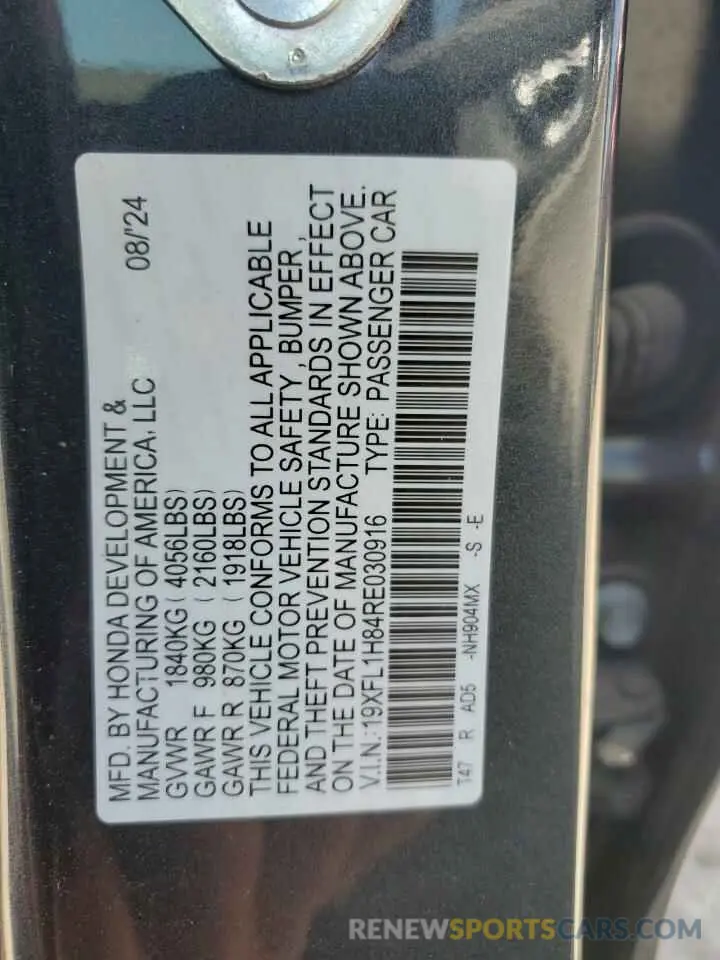 MFD. BY HONDA DEVELOPMENT &
MANUFACTURING OF AMERICA, LLC 08/'24
GVWR 1840KG (4056LBS)
GAWR F 980KG (2160LBS)
GAWR R 870KG (1918LBS)
THIS VEHICLE CONFORMS TO ALL APPLICABLE
FEDERAL MOTOR VEHICLE SAFETY, BUMPER,
AND THEFT PREVENTION STANDARDS IN EFFECT
ON THE DATE OF MANUFACTURE SHOWN ABOVE.
V.I.N.:19XFL1H84RE030916 TYPE: PASSENGER CAR
T47 R AD5 -NH904MX -S -E
RENEWSPORTSCARS.COM